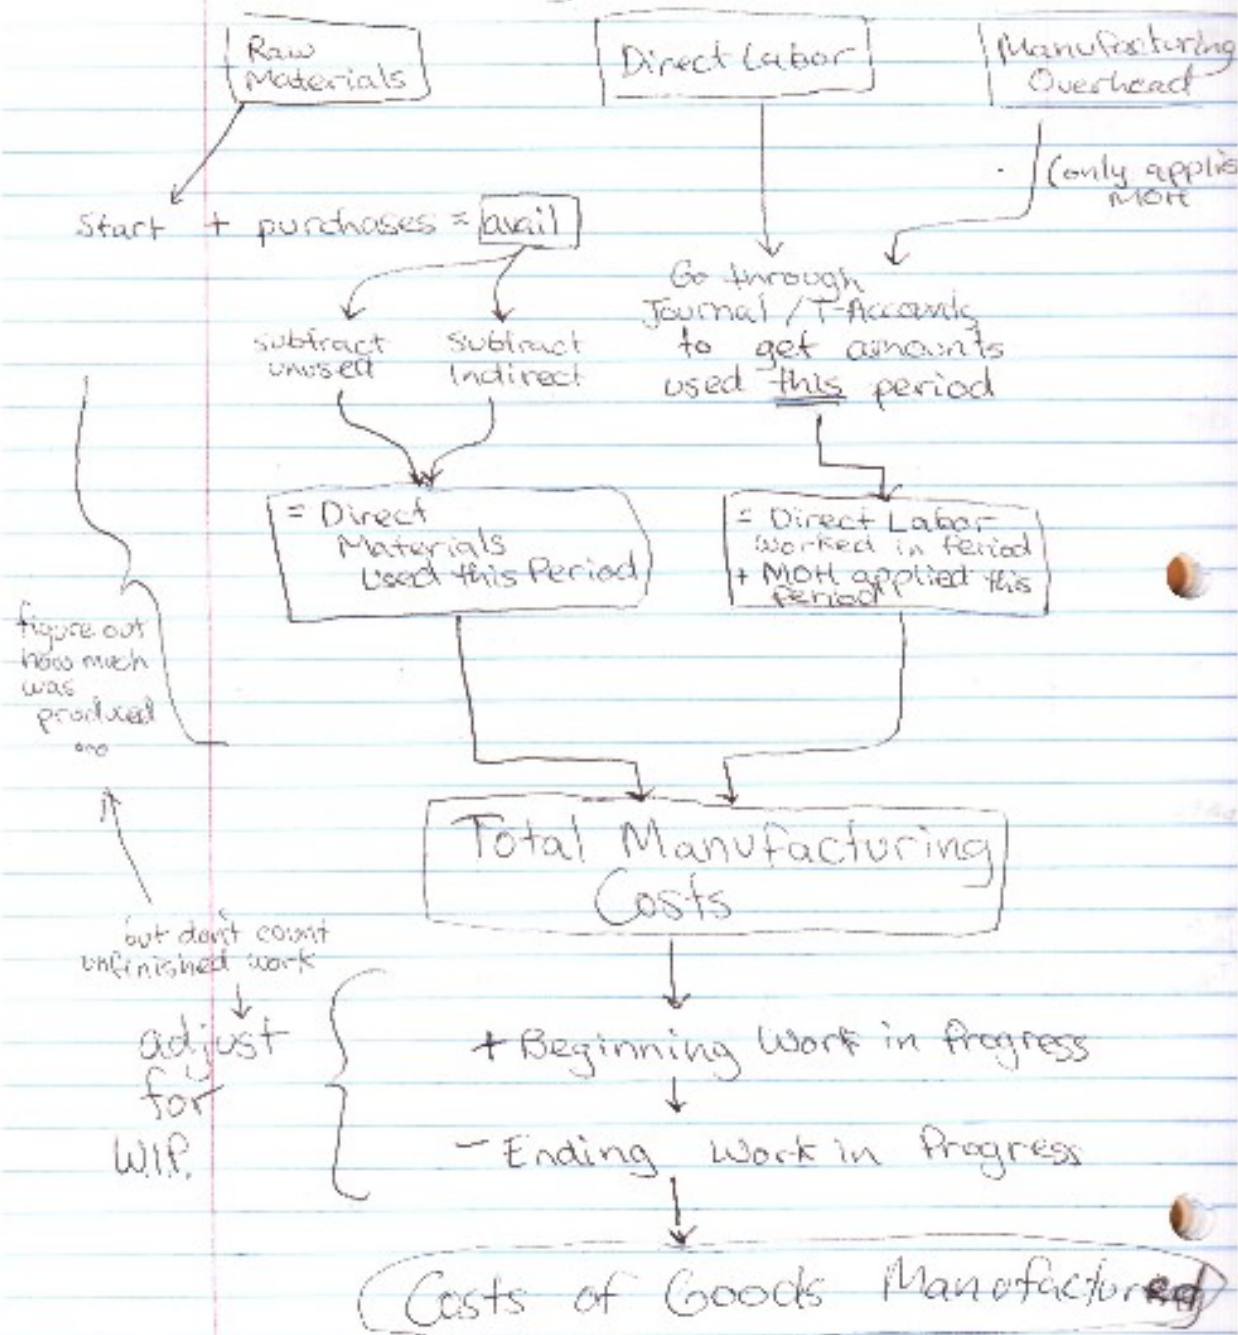 Raw
Materials
Direct Labor
Manufacturing
Overhead
(only applies
MOH
Start + purchases = avail
subtract
unused
subtract
indirect
Go through
Journal / T-Accounts
to get amounts
used this period
= Direct
Materials
Used this Period
= Direct Labor
Worked in Period
+ MOH applied this
Period
figure out
how much
was
produced
...
Total Manufacturing
Costs
but don't count
unfinished work
adjust
for
W.I.P.
+ Beginning Work in Progress
- Ending Work in Progress
Costs of Goods Manufactured